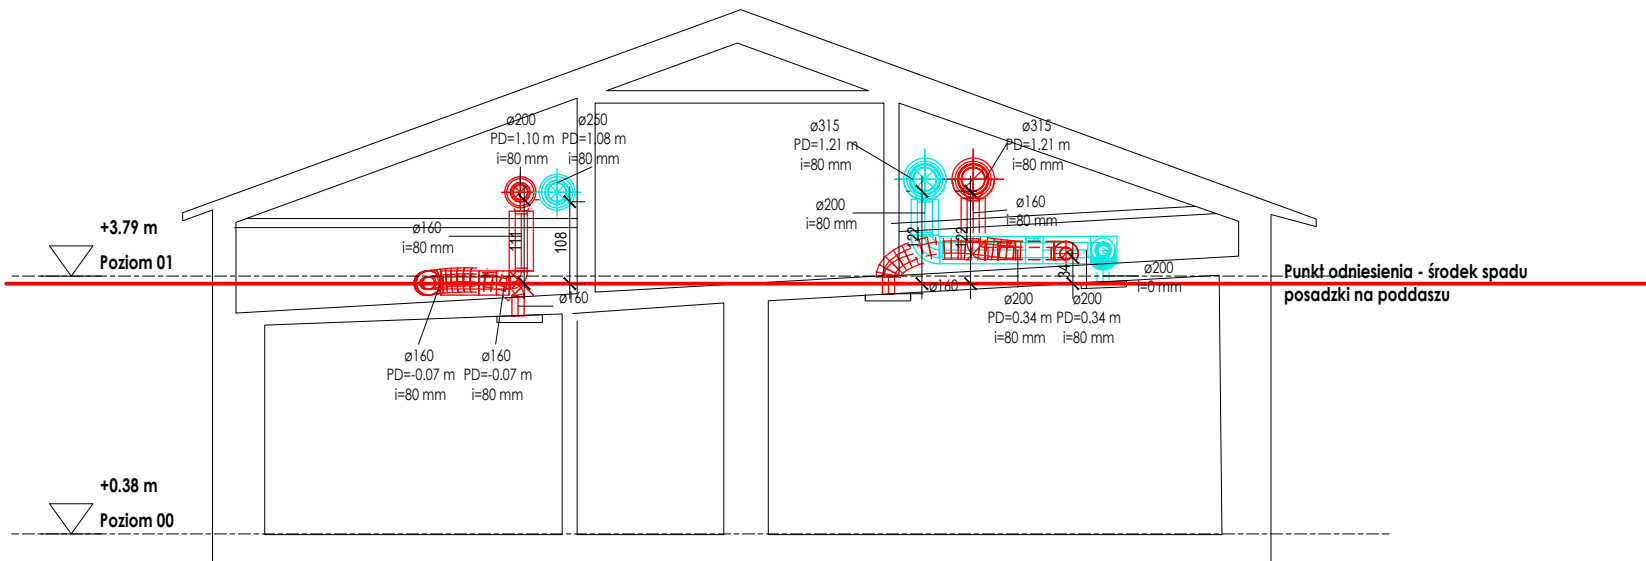 ø200
PD=1.10 m
i=80 mm
ø250
PD=1.08 m
i=80 mm
ø315
PD=1.21 m
i=80 mm
ø315
PD=1.21 m
i=80 mm
+3.79 m
Poziom 01
ø160
i=80 mm
111
108
ø200
i=80 mm
ø160
i=80 mm
122
122
34
ø200
i=0 mm
Punkt odniesienia - środek spadu
posadzki na poddaszu
ø160
ø160
ø200
PD=0.34 m
i=80 mm
ø200
PD=0.34 m
i=80 mm
ø160
PD=-0.07 m
i=80 mm
ø160
PD=-0.07 m
i=80 mm
+0.38 m
Poziom 00